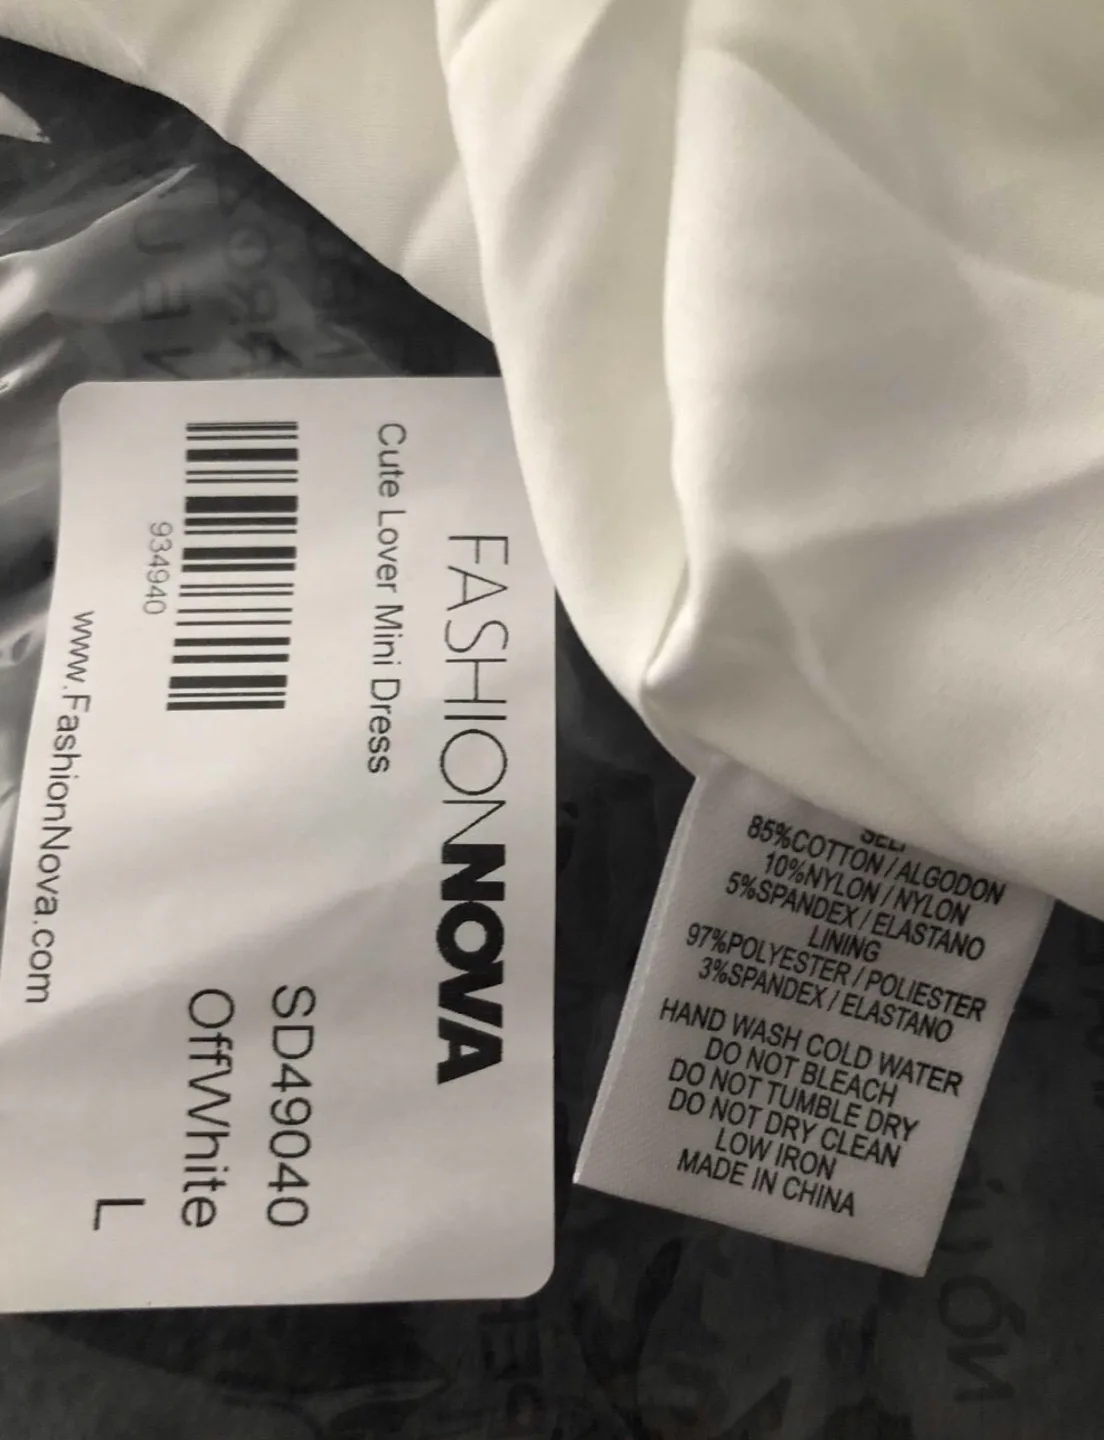 FASHIONNOVA
Cute Lover Mini Dress
934940
SD49040
OffWhite
L
www.FashionNova.com
SELF
85%COTTON/ALGODON
10%NYLON/NYLON
5%SPANDEX/ELASTANO
LINING
97%POLYESTER/POLIESTER
3%SPANDEX/ELASTANO
HAND WASH COLD WATER
DO NOT BLEACH
DO NOT TUMBLE DRY
DO NOT DRY CLEAN
LOW IRON
MADE IN CHINA